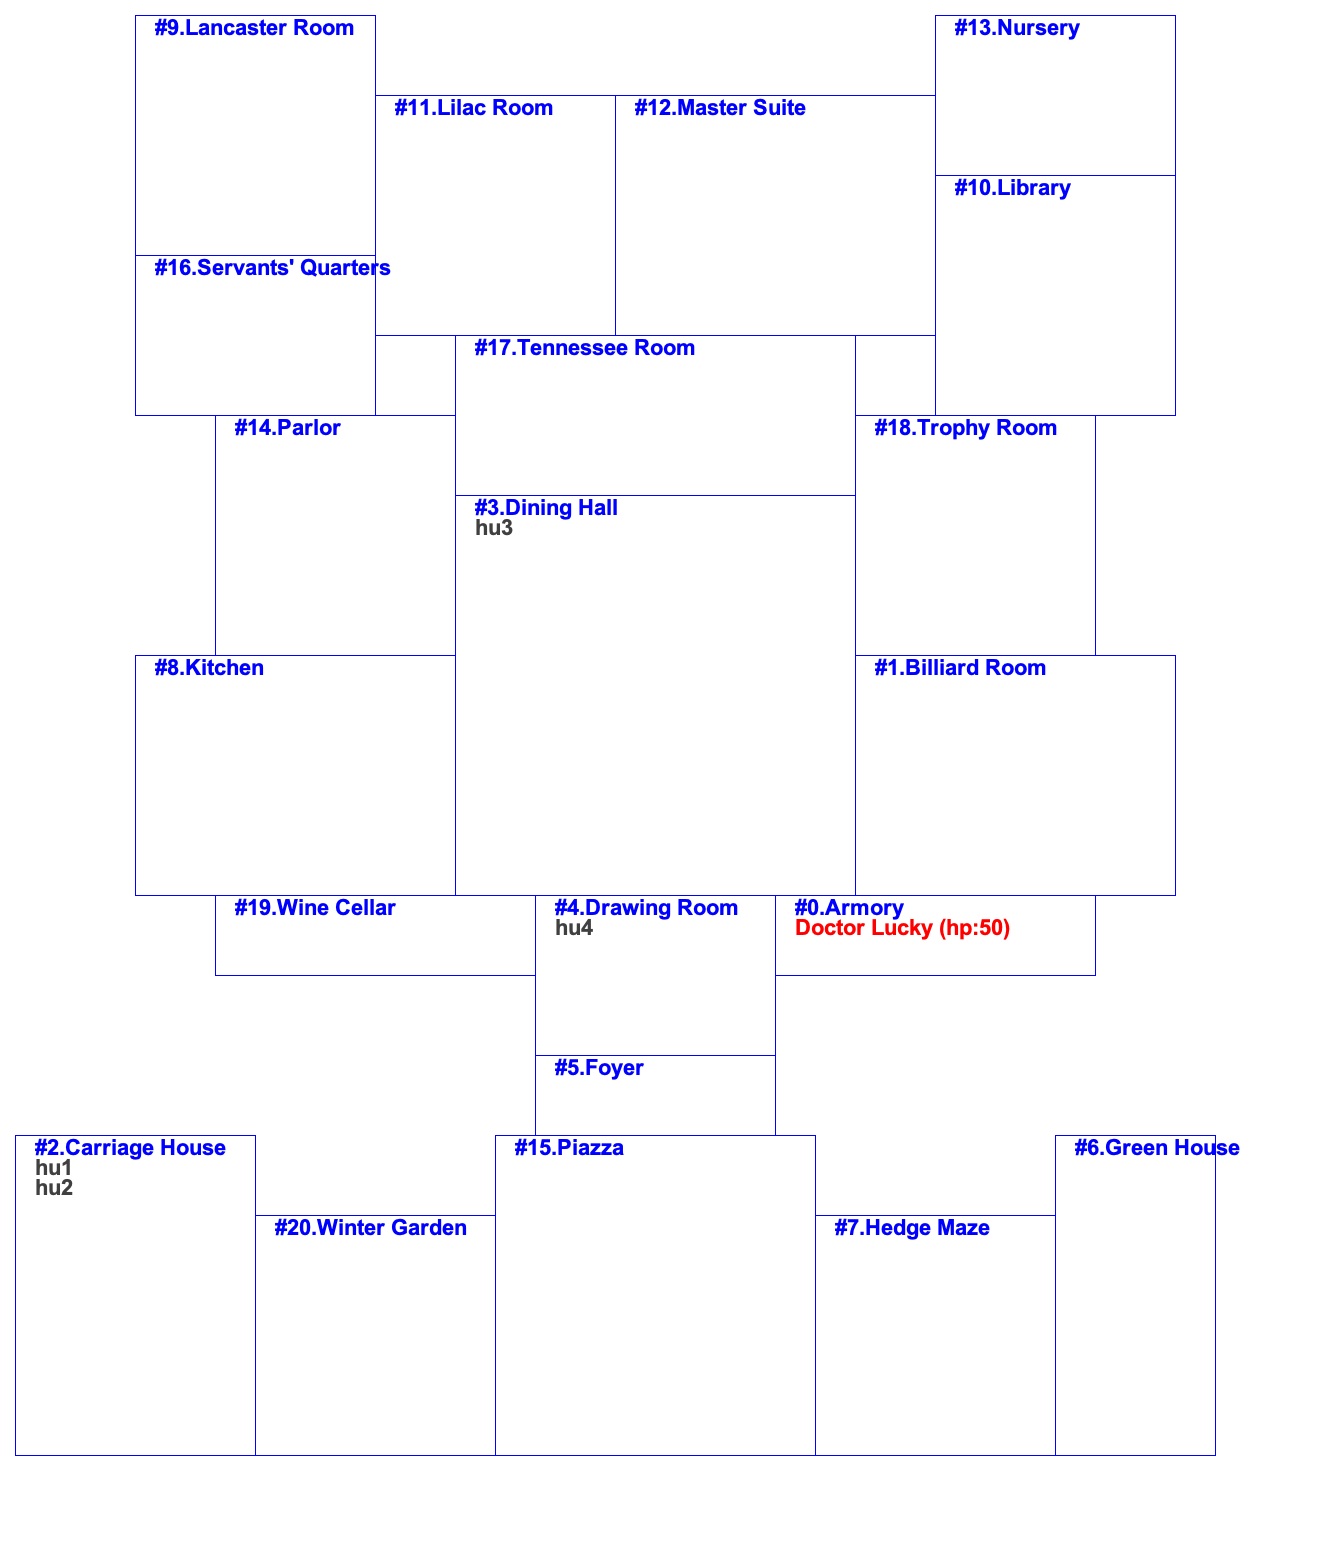 #9.Lancaster Room
#13.Nursery
#11.Lilac Room
#12.Master Suite
#10.Library
#16.Servants' Quarters
#17.Tennessee Room
#14.Parlor
#18.Trophy Room
#3.Dining Hall
hu3
#8.Kitchen
#1.Billiard Room
#19.Wine Cellar
#4.Drawing Room
hu4
#0.Armory
Doctor Lucky (hp:50)
#5.Foyer
#2.Carriage House
hu1
hu2
#15.Piazza
#6.Green House
#20.Winter Garden
#7.Hedge Maze